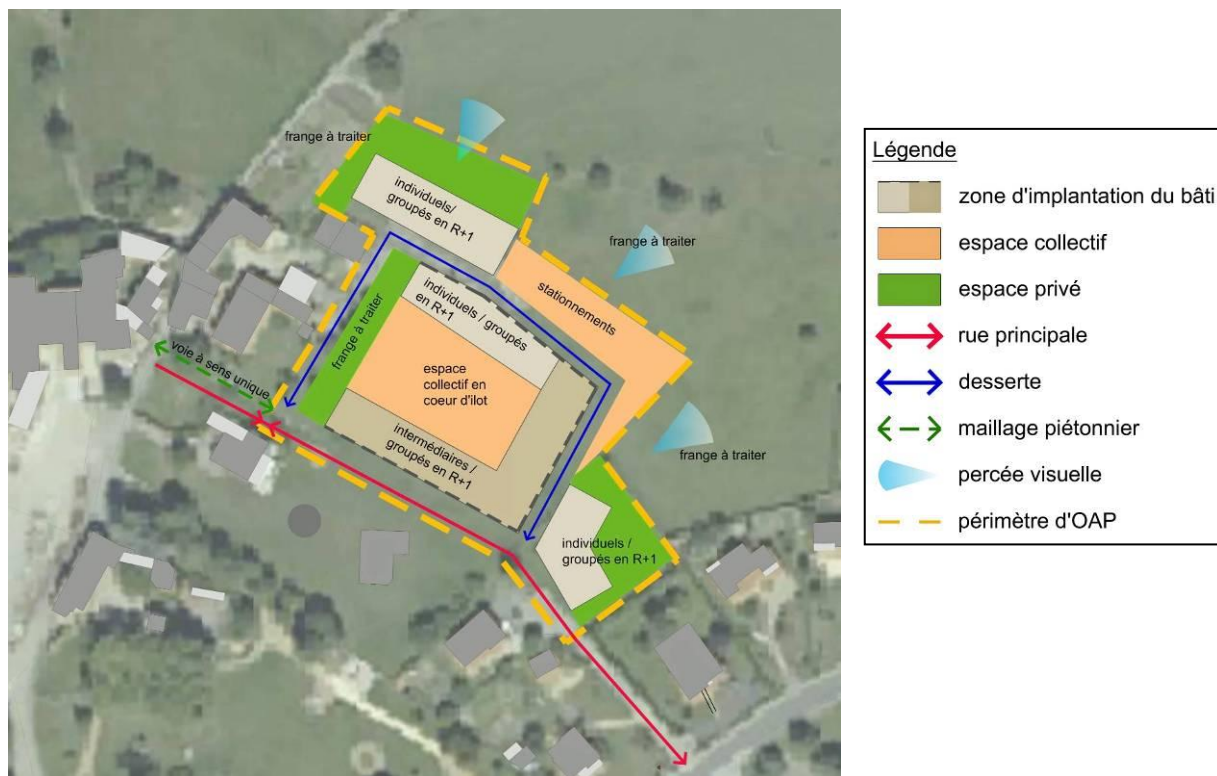 frange à traiter
individuels/
groupés en R+1
frange à traiter
stationnements
individuels / groupés
en R+1
frange à traiter
voie à sens unique
espace
collectif en
coeur d'ilot
intermédiaires /
groupés en R+1
frange à traiter
individuels /
groupés en R+1
Légende
zone d'implantation du bâti
espace collectif
espace privé
rue principale
desserte
maillage piétonnier
percée visuelle
périmètre d'OAP